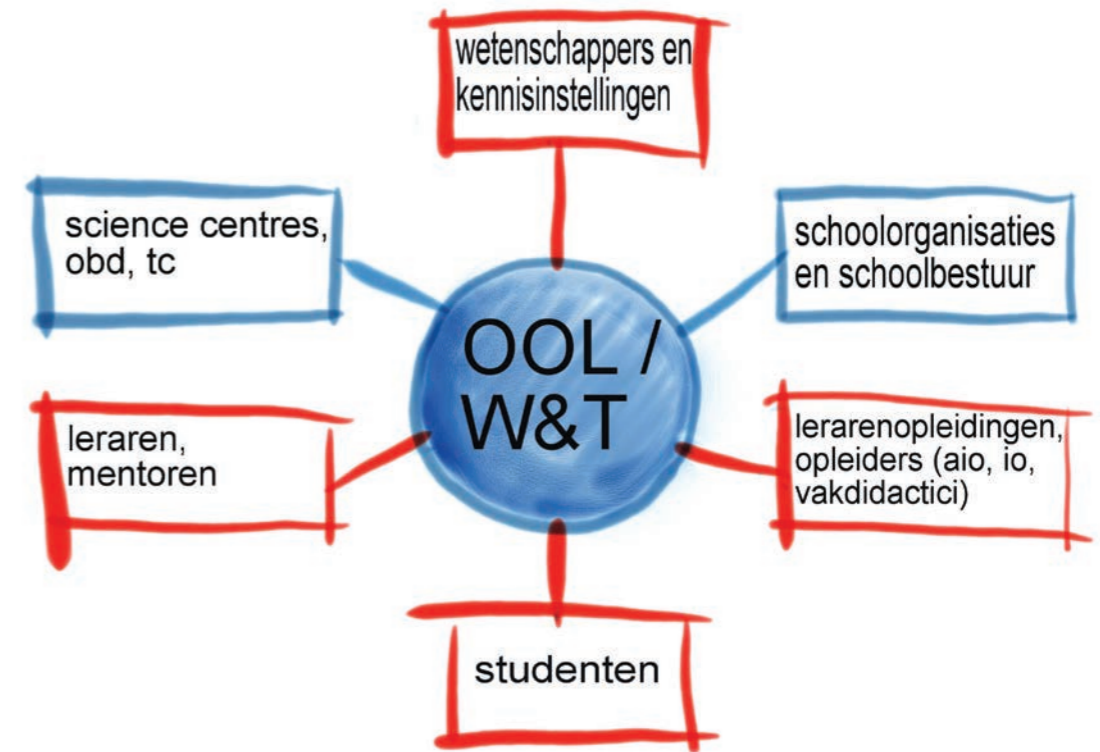 wetenschappers en
kennisinstellingen
science centres,
obd, tc
schoolorganisaties
en schoolbestuur
OOL /
W&T
leraren,
mentoren
lerarenopleidingen,
opleiders (aio, io,
vakdidactici)
studenten